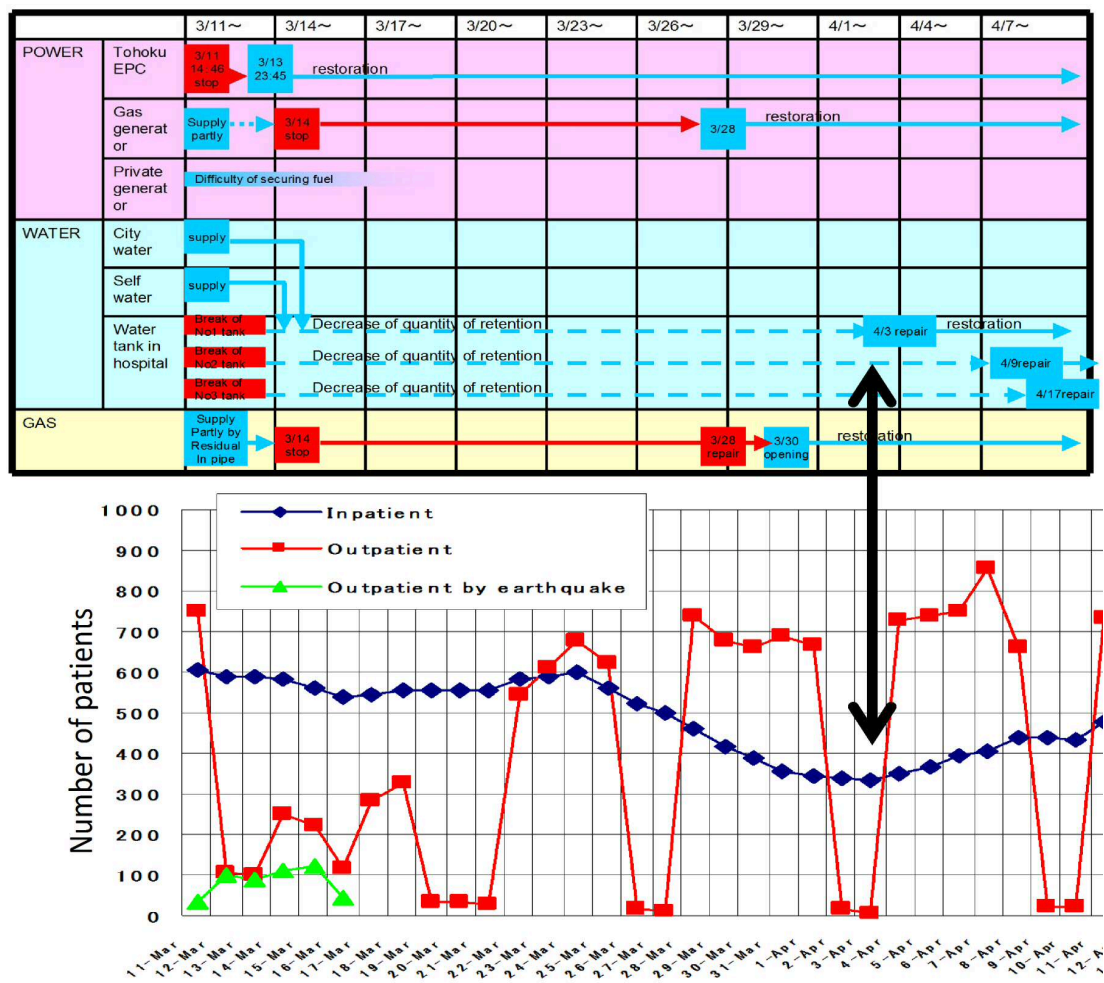 3/11～ 3/14～ 3/17～ 3/20～ 3/23～ 3/26～ 3/29～ 4/1～ 4/4～ 4/7～
POWER
Tohoku
EPC
3/11
14:46
stop
3/13
23:45
restoration
Gas
generat
or
Supply
partly
3/14
stop
3/28
restoration
Private
generat
or
Difficulty of securing fuel
WATER
City
water
supply
Self
water
supply
Water
tank in
hospital
Break of
No1 tank
Decrease of quantity of retention
4/3 repair
restoration
Break of
No2 tank
Decrease of quantity of retention
4/9repair
Break of
No3 tank
Decrease of quantity of retention
4/17repair
GAS
Supply
Partly by
Residual
In pipe
3/14
stop
3/28
repair
3/30
opening
restoration
Number of patients
1000
900
800
700
600
500
400
300
200
100
0
Inpatient
Outpatient
Outpatient by earthquake
11-Mar 12-Mar 13-Mar 14-Mar 15-Mar 16-Mar 17-Mar 18-Mar 19-Mar 20-Mar 21-Mar 22-Mar 23-Mar 24-Mar 25-Mar 26-Mar 27-Mar 28-Mar 29-Mar 30-Mar 31-Mar 1-Apr 2-Apr 3-Apr 4-Apr 5-Apr 6-Apr 7-Apr 8-Apr 9-Apr 10-Apr 11-Apr 12-Ap